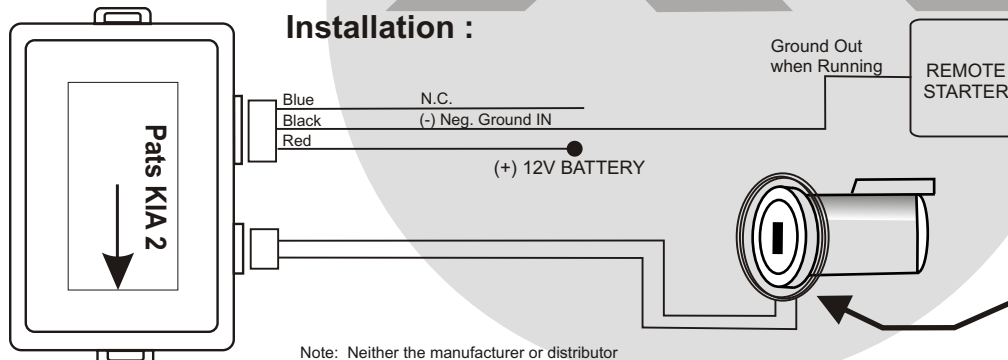 Installation :
Ground Out
when Running
REMOTE
STARTER
Blue
N.C.
Black
(-) Neg. Ground IN
Red
(+) 12V BATTERY
Pats KIA 2
Note: Neither the manufacturer or distributor